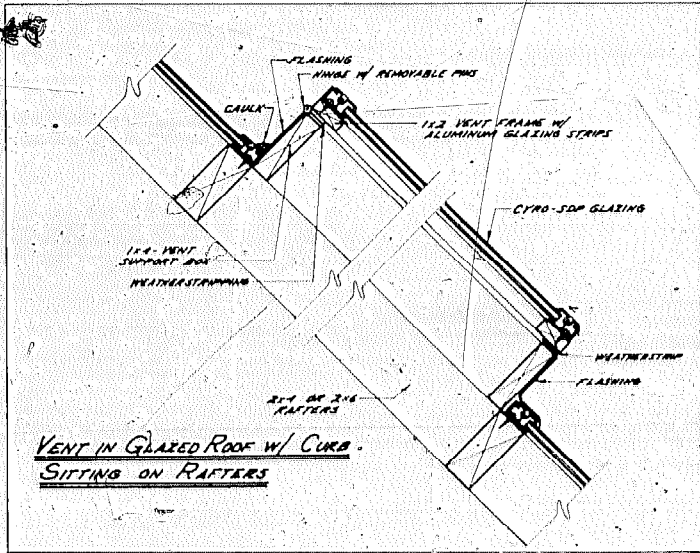 FLASHING
HINGE W/ REMOVABLE PINS
CAULK
1x2 VENT FRAME W/
ALUMINUM GLAZING STRIPS
CYRO-SDP GLAZING
1x4-VENT
SUPPORT BOX
WEATHERSTRIPPING
WEATHERSTRIP
FLASHING
2x4 OR 2x6
RAFTERS
VENT IN GLAZED ROOF W/ CURB
SITTING ON RAFTERS